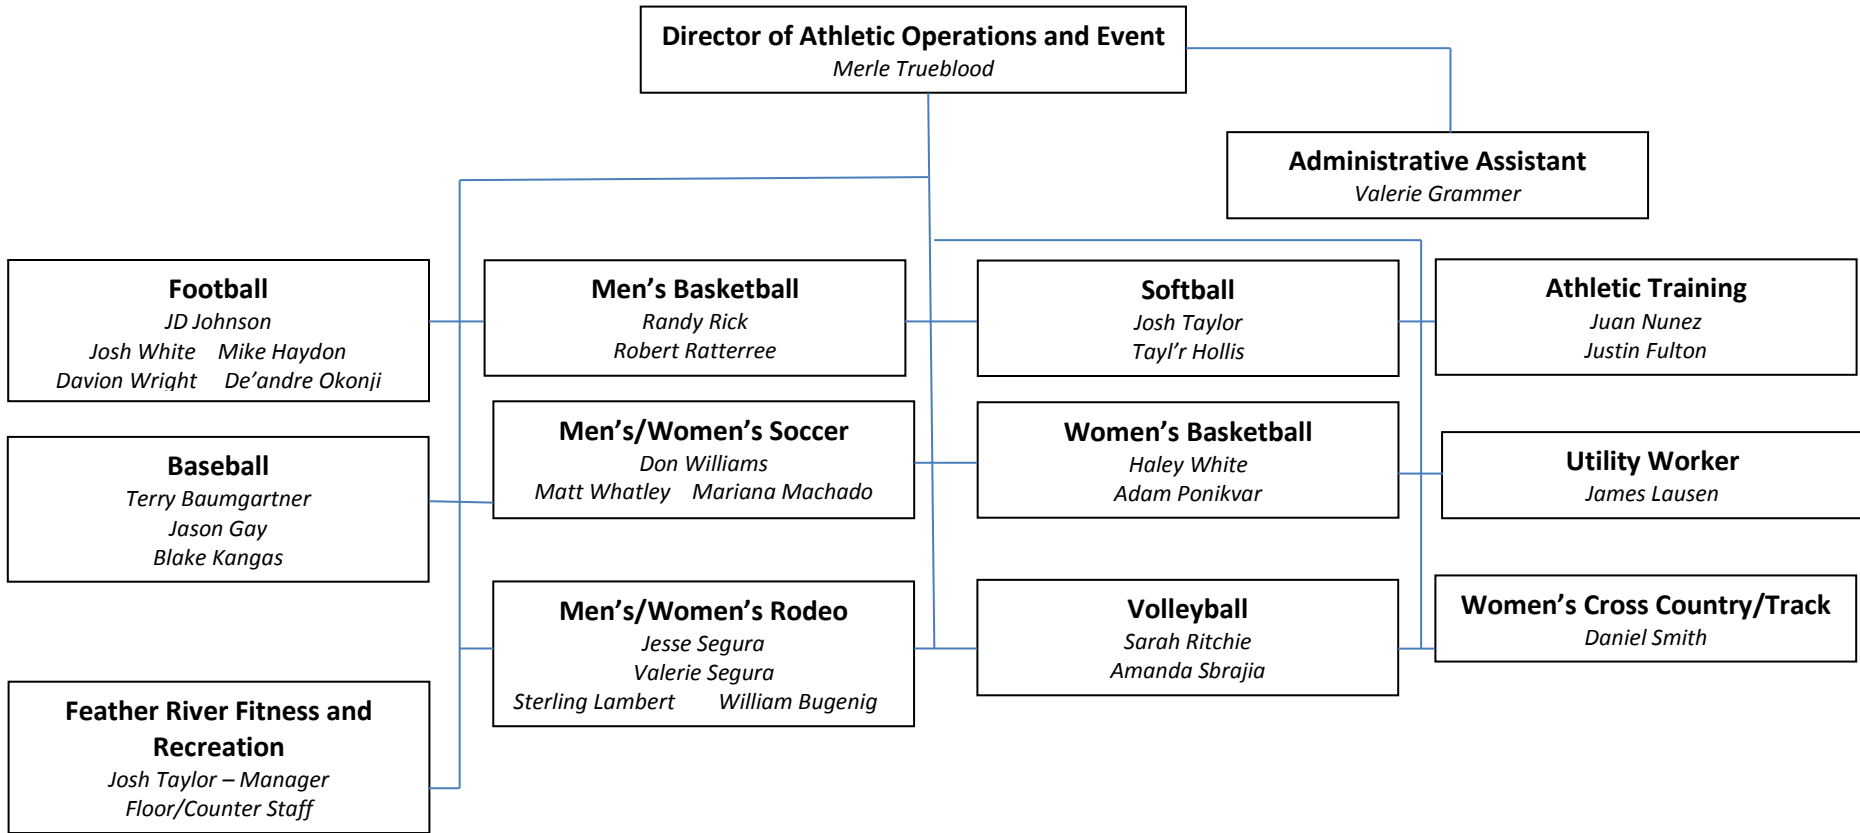 Director of Athletic Operations and Event
Merle Trueblood
Administrative Assistant
Valerie Grammer
Football
JD Johnson
Josh White Mike Haydon
Davion Wright De’andre Okonji
Men’s Basketball
Randy Rick
Robert Ratterree
Softball
Josh Taylor
Tayl’r Hollis
Athletic Training
Juan Nunez
Justin Fulton
Baseball
Terry Baumgartner
Jason Gay
Blake Kangas
Men’s/Women’s Soccer
Don Williams
Matt Whatley Mariana Machado
Women’s Basketball
Haley White
Adam Ponikvar
Utility Worker
James Lausen
Feather River Fitness and
Recreation
Josh Taylor – Manager
Floor/Counter Staff
Men’s/Women’s Rodeo
Jesse Segura
Valerie Segura
Sterling Lambert William Bugenig
Volleyball
Sarah Ritchie
Amanda Sbrajia
Women’s Cross Country/Track
Daniel Smith